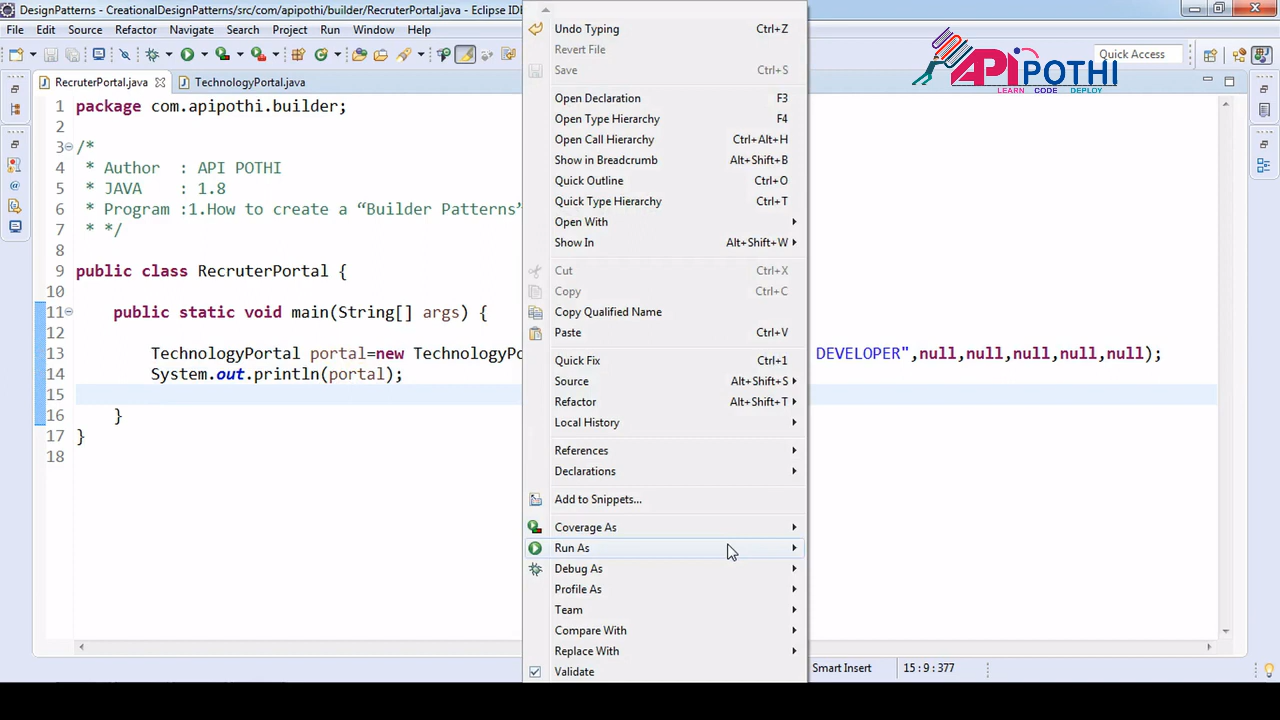 DesignPatterns - CreationalDesignPatterns/src/com/apipothi/builder/RecruterPortal.java - Eclipse IDE
File Edit Source Refactor Navigate Search Project Run Window Help
Quick Access
APIPOTHI
LEARN CODE DEPLOY
RecruterPortal.java TechnologyPortal.java
1 package com.apipothi.builder;
2
3 /*
4 * Author : API POTHI
5 * JAVA : 1.8
6 * Program :1.How to create a “Builder Patterns”
7 * */
8
9 public class RecruterPortal {
10
11 public static void main(String[] args) {
12
13 TechnologyPortal portal=new TechnologyPo DEVELOPER",null,null,null,null,null);
14 System.out.println(portal);
15
16 }
17 }
18
Undo Typing Ctrl+Z
Revert File
Save Ctrl+S
Open Declaration F3
Open Type Hierarchy F4
Open Call Hierarchy Ctrl+Alt+H
Show in Breadcrumb Alt+Shift+B
Quick Outline Ctrl+O
Quick Type Hierarchy Ctrl+T
Open With
Show In Alt+Shift+W
Cut Ctrl+X
Copy Ctrl+C
Copy Qualified Name
Paste Ctrl+V
Quick Fix Ctrl+1
Source Alt+Shift+S
Refactor Alt+Shift+T
Local History
References
Declarations
Add to Snippets...
Coverage As
Run As
Debug As
Profile As
Team
Compare With
Replace With
Validate
Smart Insert 15 : 9 : 377